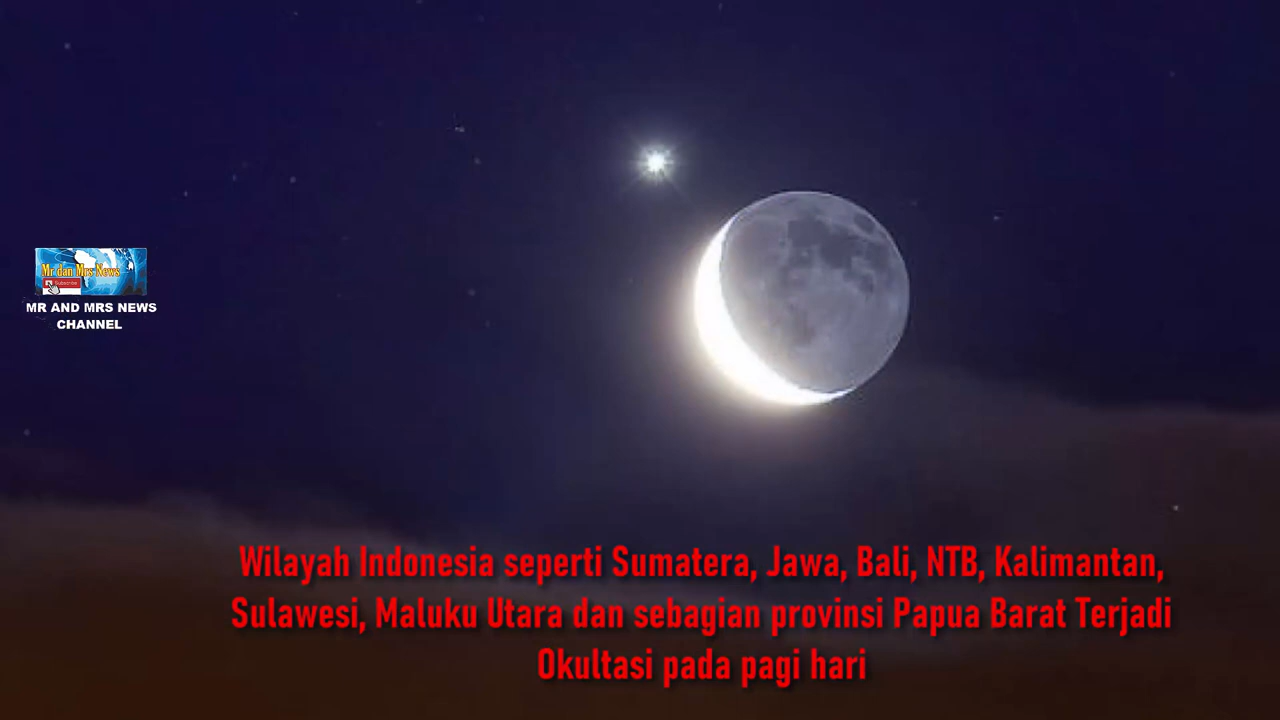 Mr dan Mrs News
Subscribe
MR AND MRS NEWS
CHANNEL
Wilayah Indonesia seperti Sumatera, Jawa, Bali, NTB, Kalimantan,
Sulawesi, Maluku Utara dan sebagian provinsi Papua Barat Terjadi
Okultasi pada pagi hari